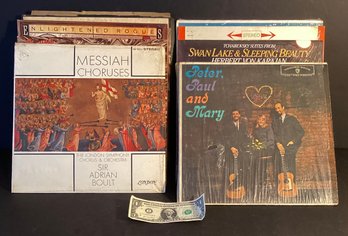 ENLIGHTENED ROGUES
STEREO
MESSIAH
CHORUSES
THE LONDON SYMPHONY
CHORUS & ORCHESTRA
SIR
ADRIAN
BOULT
LONDON
TCHAIKOVSKY SUITES FROM
SWAN LAKE & SLEEPING BEAUTY
HERBERT VON KARAJAN
Peter,
Paul
and
Mary